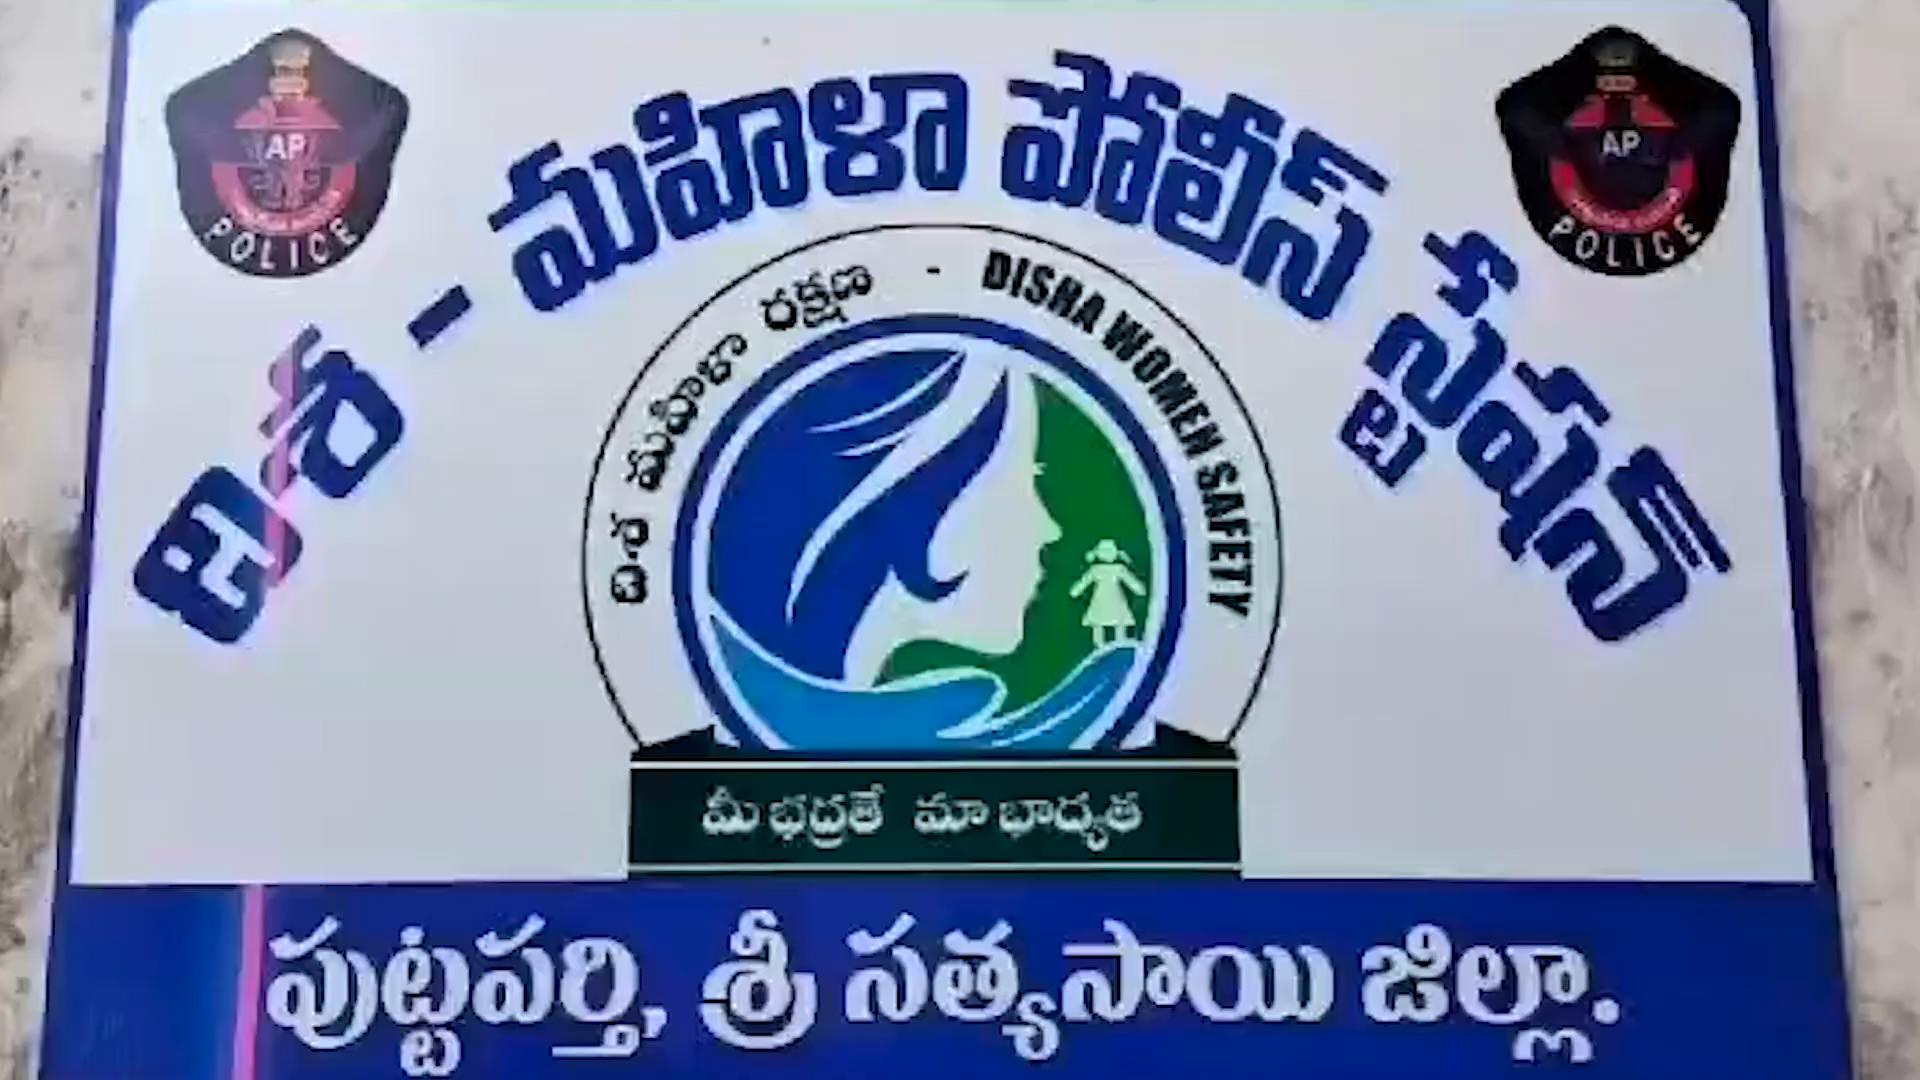 దిశ - మహిళా పోలీస్ స్టేషన్
AP
POLICE
AP
POLICE
దిశ మహిళా రక్షణ - DISHA WOMEN SAFETY
మీ భద్రతే మా బాధ్యత
పుట్టపర్తి, శ్రీ సత్యసాయి జిల్లా.